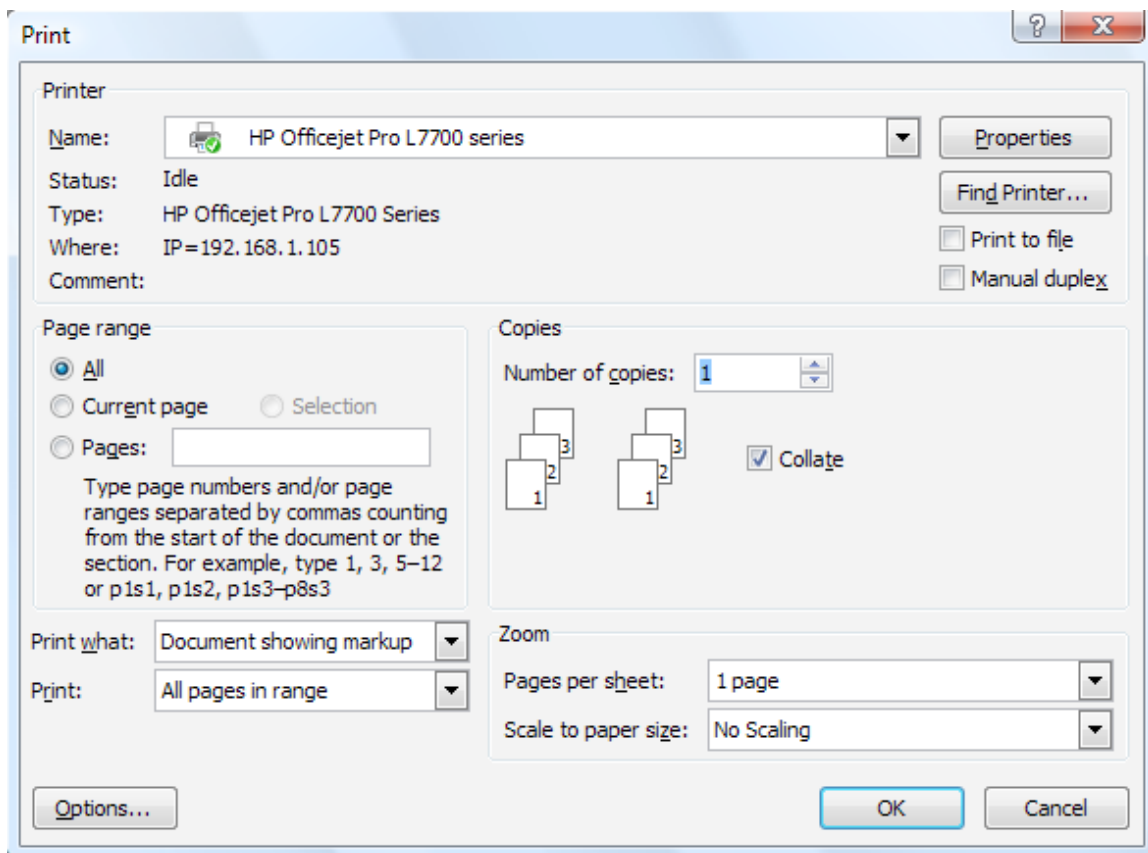 Print
Printer
Name:
HP Officejet Pro L7700 series
Properties
Status:
Idle
Find Printer...
Type:
HP Officejet Pro L7700 Series
Where:
IP=192.168.1.105
Print to file
Comment:
Manual duplex
Page range
All
Current page
Selection
Pages:
Type page numbers and/or page
ranges separated by commas counting
from the start of the document or the
section. For example, type 1, 3, 5–12
or p1s1, p1s2, p1s3–p8s3
Copies
Number of copies:
1
3
2
1
3
2
1
Collate
Print what:
Document showing markup
Print:
All pages in range
Zoom
Pages per sheet:
1 page
Scale to paper size:
No Scaling
Options...
OK
Cancel